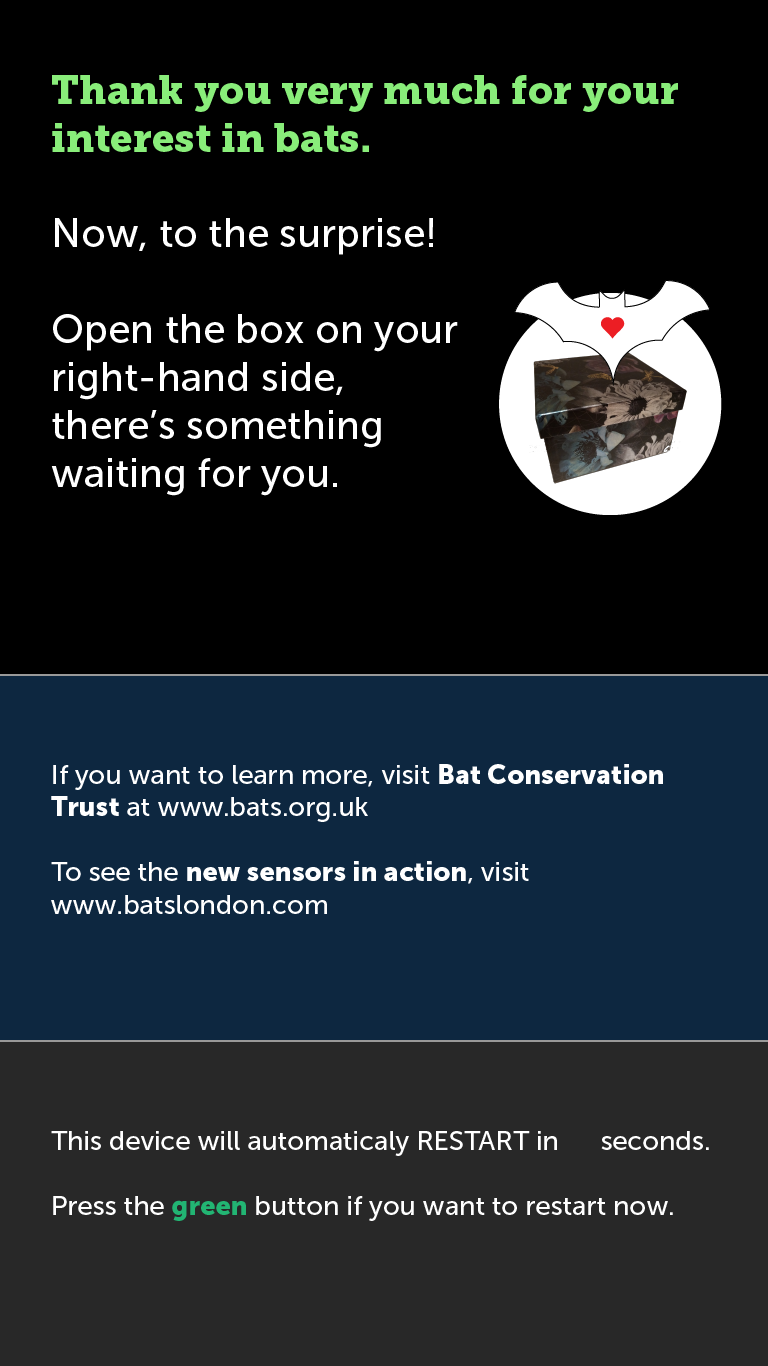 Thank you very much for your
interest in bats.
Now, to the surprise!
Open the box on your
right-hand side,
there’s something
waiting for you.
If you want to learn more, visit Bat Conservation
Trust at www.bats.org.uk
To see the new sensors in action, visit
www.batslondon.com
This device will automaticaly RESTART in seconds.
Press the green button if you want to restart now.